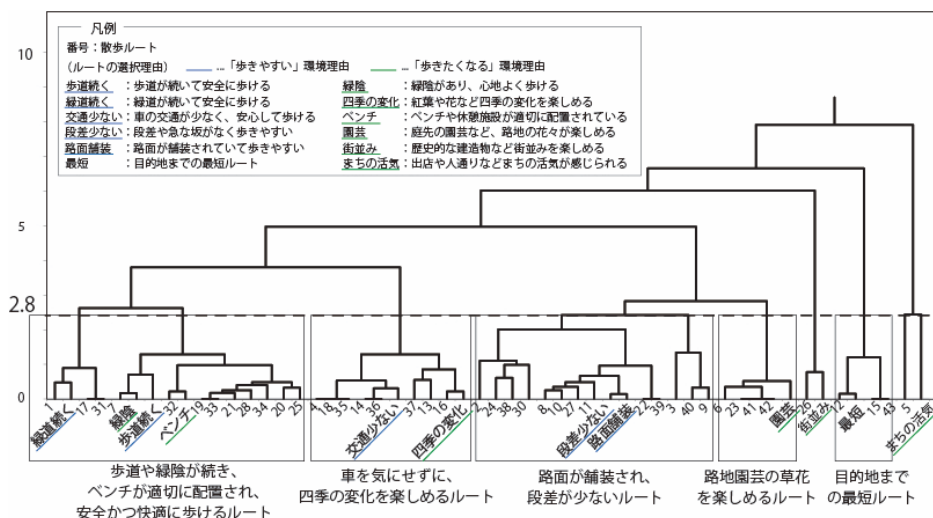 10
5
2.8
0
凡例
番号：散歩ルート
（ルートの選択理由） ...「歩きやすい」環境理由 ...「歩きたくなる」環境理由
歩道続く ：歩道が続いて安全に歩ける 緑陰 ：緑陰があり、心地よく歩ける
緑道続く ：緑道が続いて安全に歩ける 四季の変化：紅葉や花など四季の変化を楽しめる
交通少ない：車の交通が少なく、安心して歩ける ベンチ ：ベンチや休憩施設が適切に配置されている
段差少ない：段差や急な坂がなく歩きやすい 園芸 ：庭先の園芸など、路地の花々が楽しめる
路面舗装 ：路面が舗装されていて歩きやすい 街並み ：歴史的な建造物など街並みを楽しめる
最短 ：目的地までの最短ルート まちの活気：出店や人通りなどまちの活気が感じられる
1 緑道続く 17 31 7 緑陰 歩道続く 32 ベンチ 19 33 21 28 34 20 25 4 18 35 14 36 交通少ない 37 13 16 四季の変化 2 24 38 30 8 10 27 11 段差少ない 路面舗装 22 39 3 40 9 6 23 41 42 園芸 26 街並み 12 最短 15 43 5 まちの活気
歩道や緑陰が続き、
ベンチが適切に配置され、
安全かつ快適に歩けるルート
車を気にせずに、
四季の変化を楽しめるルート
路面が舗装され、
段差が少ないルート
路地園芸の草花
を楽しめるルート
目的地まで
の最短ルート